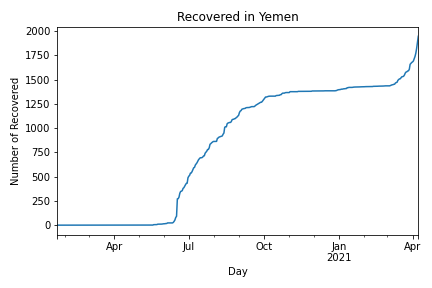 Recovered in Yemen
Number of Recovered
2000
1750
1500
1250
1000
750
500
250
0
Apr
Jul
Oct
Jan
2021
Apr
Day